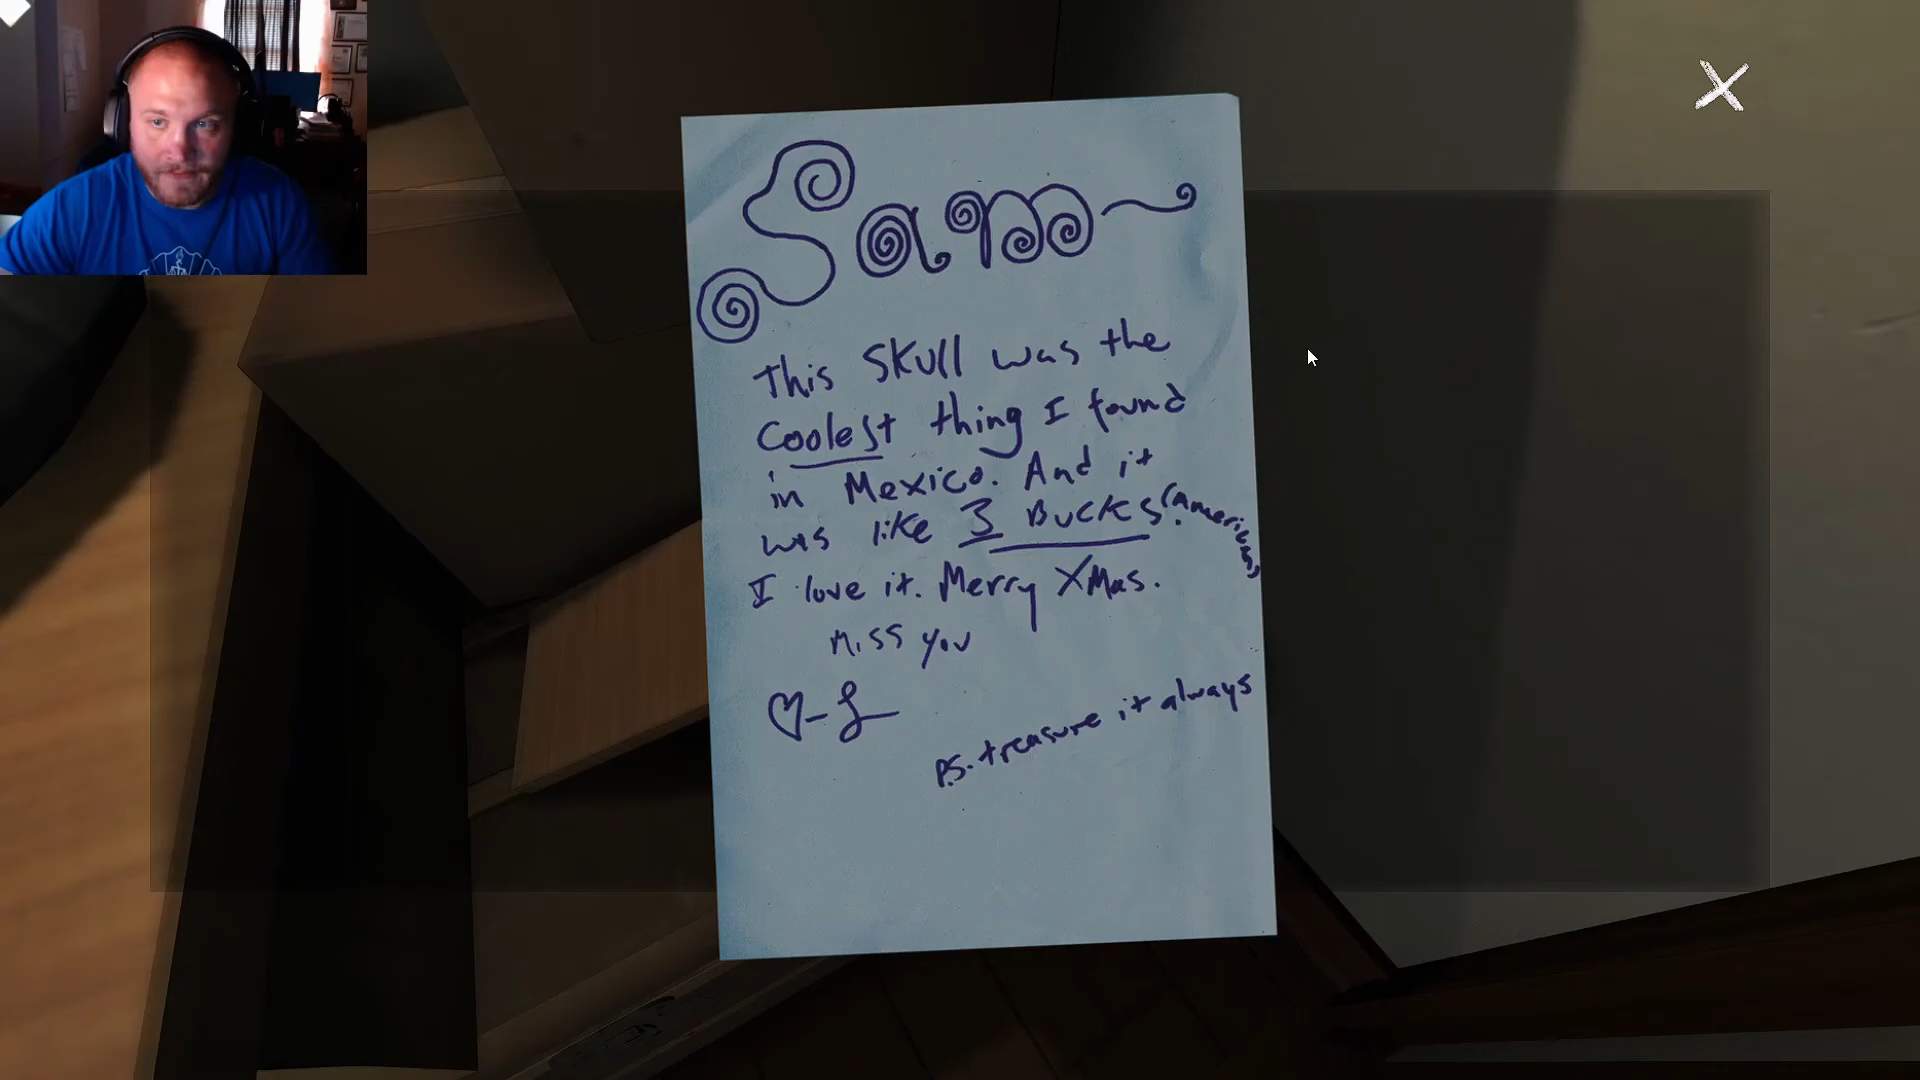 Sam~
This SKull was the
Coolest thing I found
in Mexico. And it
was like 3 Bucks. (American)
I love it. Merry XMas.
Miss you
♡-L
P.S. treasure it always